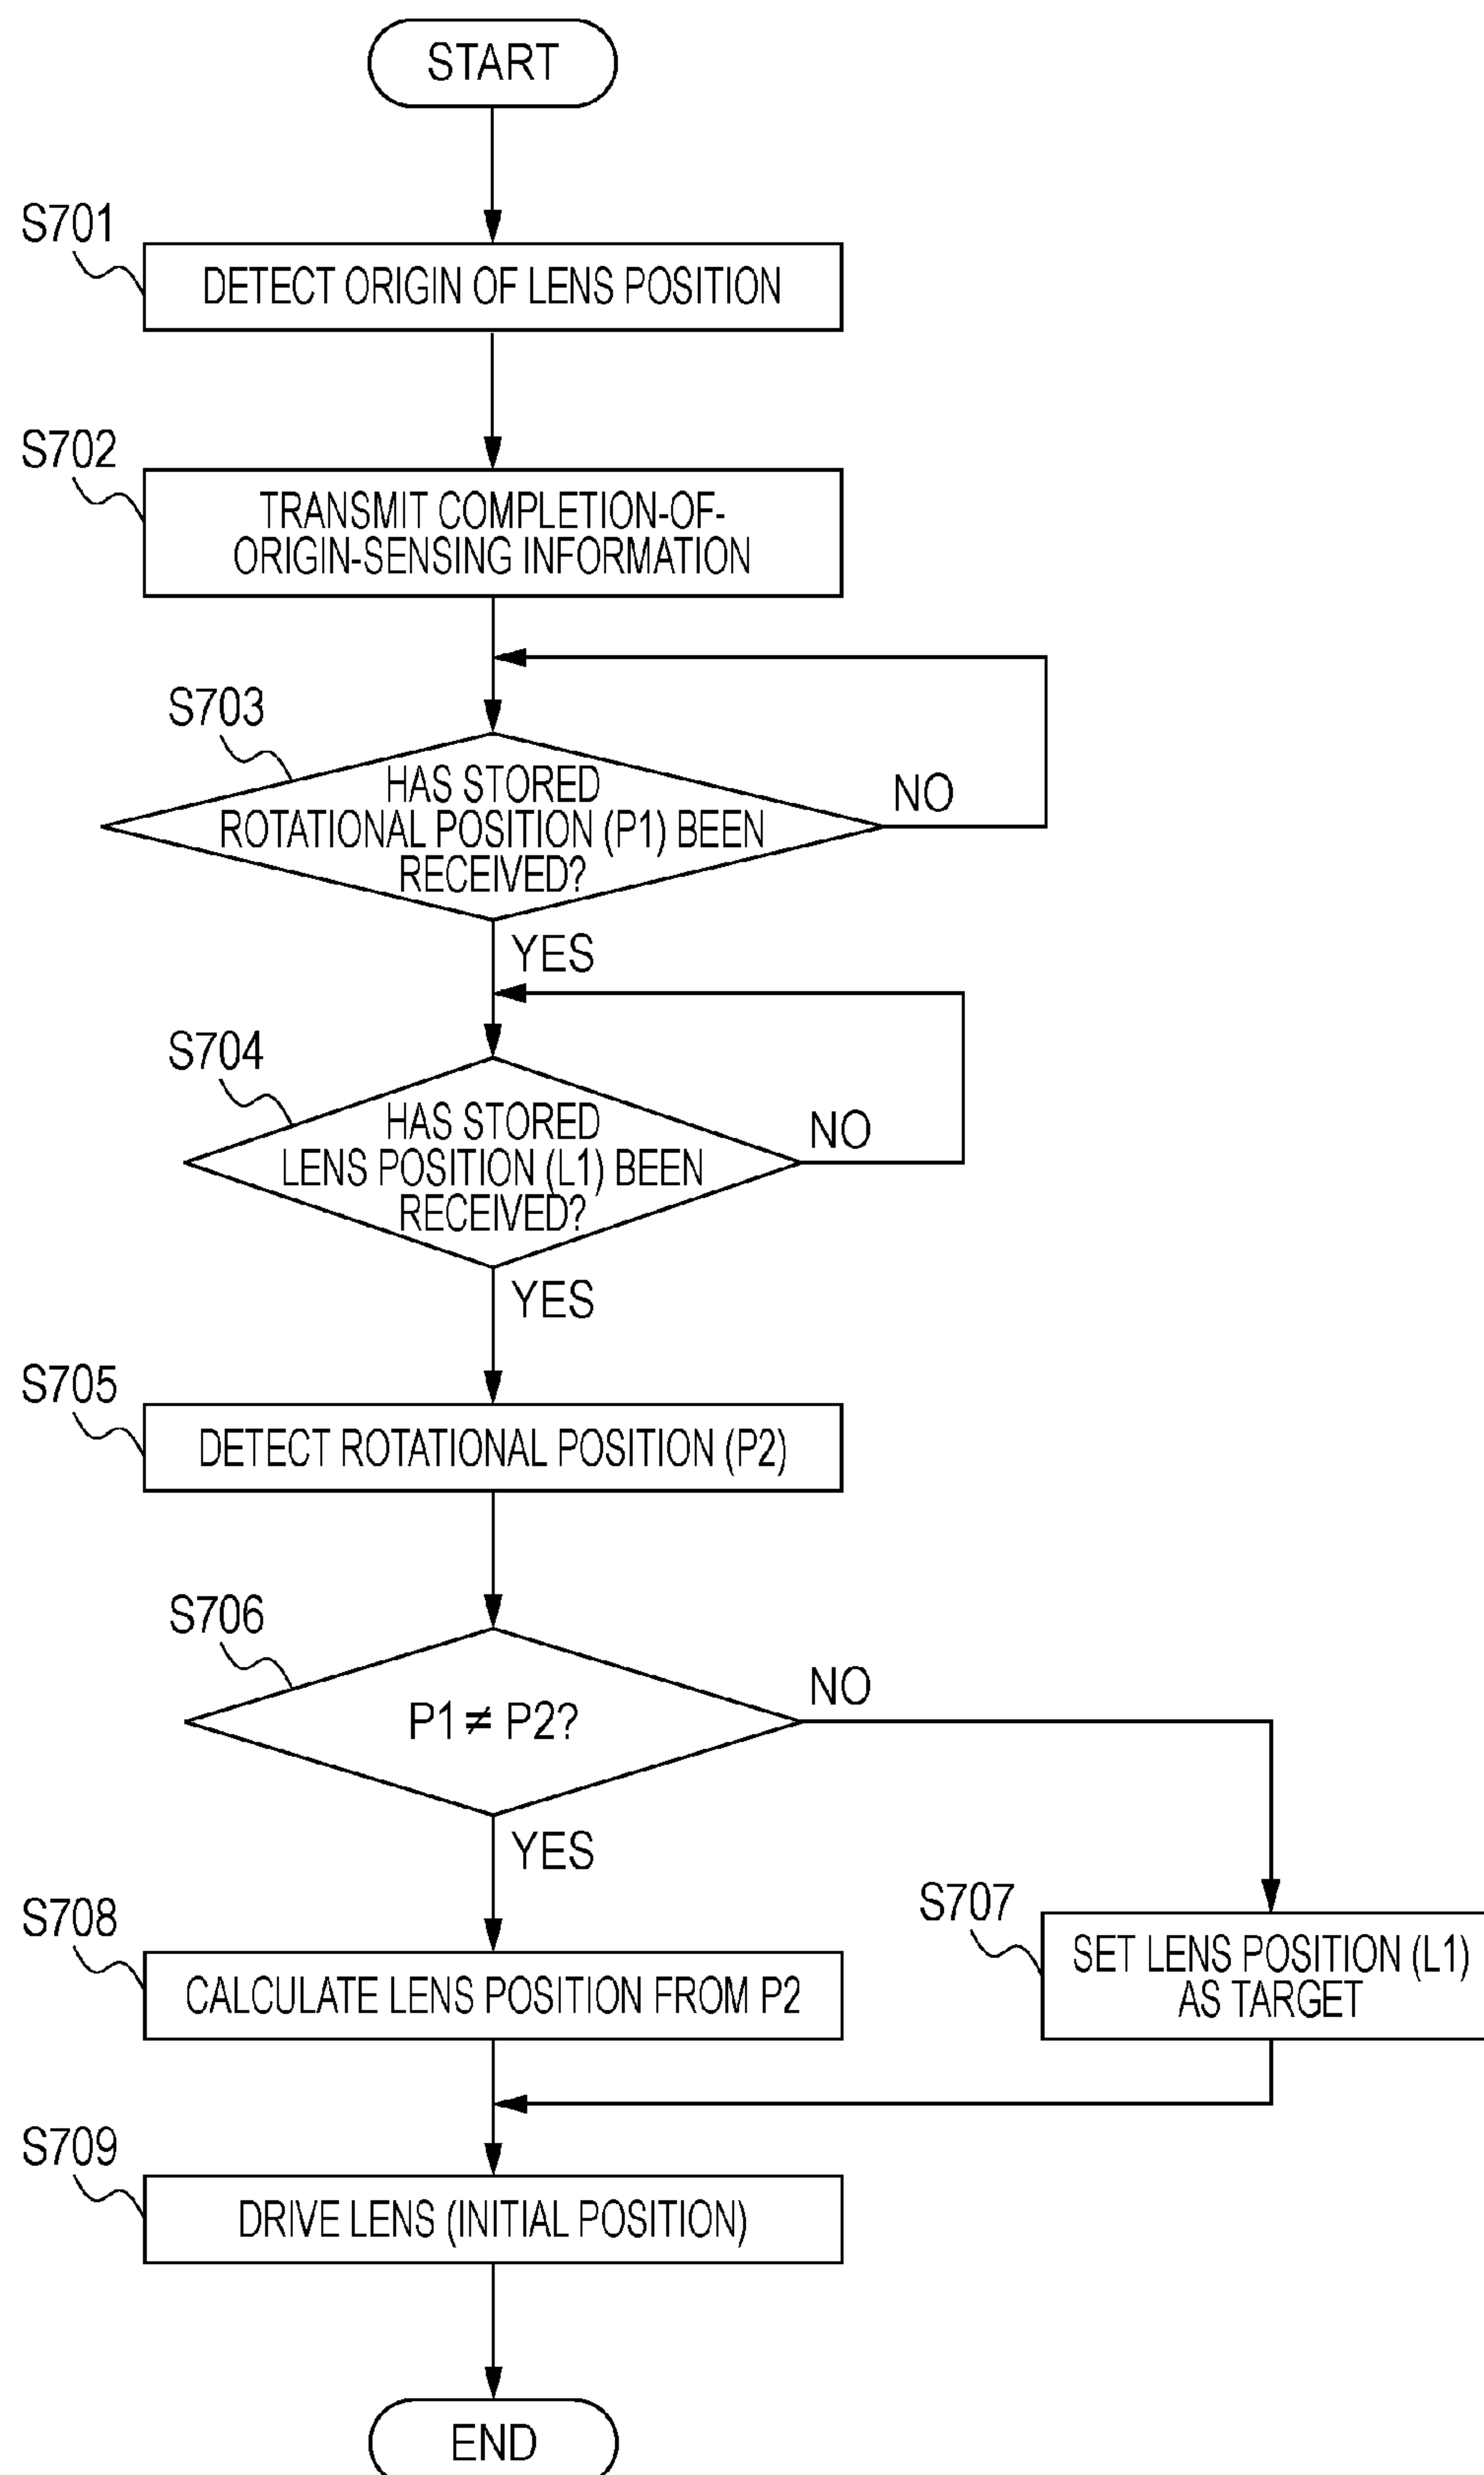 START
S701
DETECT ORIGIN OF LENS POSITION
S702
TRANSMIT COMPLETION-OF-
ORIGIN-SENSING INFORMATION
S703
HAS STORED
ROTATIONAL POSITION (P1) BEEN
RECEIVED?
NO
YES
S704
HAS STORED
LENS POSITION (L1) BEEN
RECEIVED?
NO
YES
S705
DETECT ROTATIONAL POSITION (P2)
S706
P1 ≠ P2?
NO
YES
S708
CALCULATE LENS POSITION FROM P2
S707
SET LENS POSITION (L1)
AS TARGET
S709
DRIVE LENS (INITIAL POSITION)
END